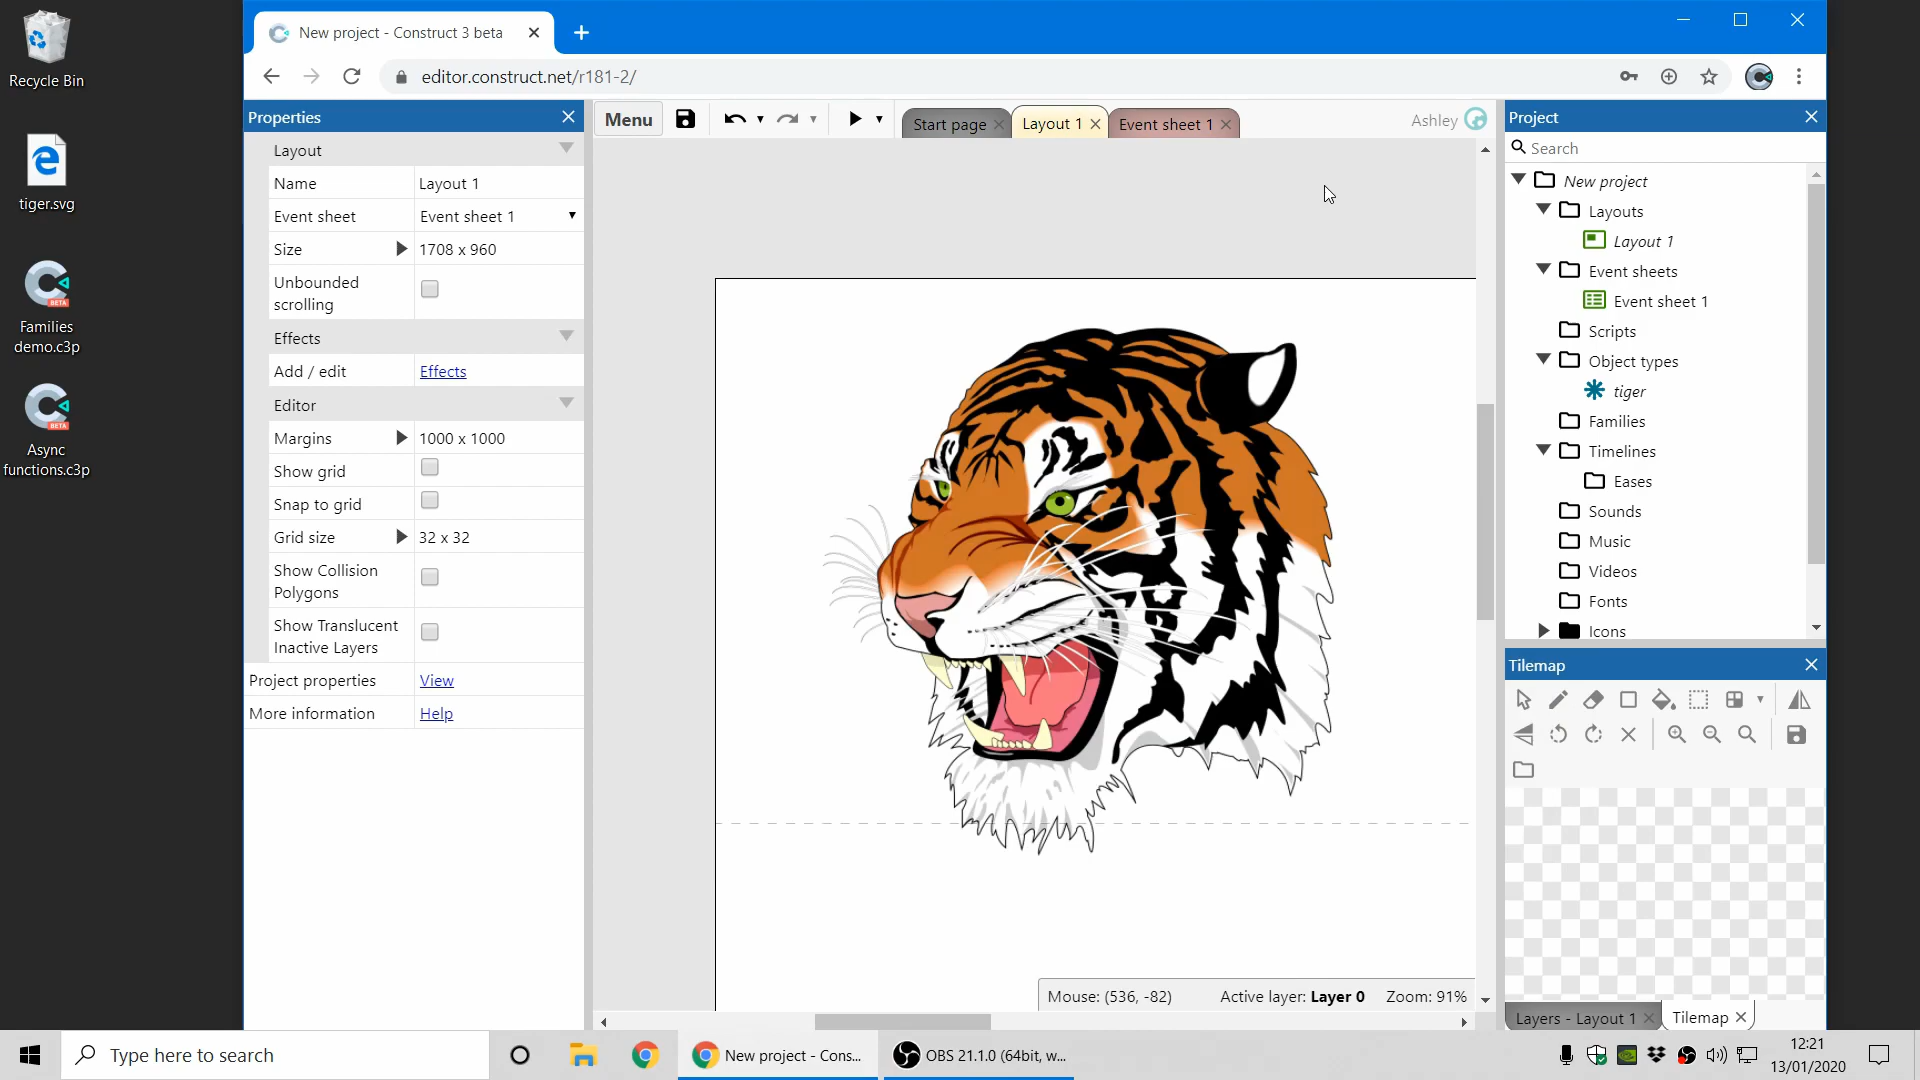 Recycle Bin
tiger.svg
Families
demo.c3p
Async
functions.c3p
New project - Construct 3 beta
editor.construct.net/r181-2/
Properties
Layout
Name Layout 1
Event sheet Event sheet 1
Size 1708 x 960
Unbounded
scrolling
Effects
Add / edit Effects
Editor
Margins 1000 x 1000
Show grid
Snap to grid
Grid size 32 x 32
Show Collision
Polygons
Show Translucent
Inactive Layers
Project properties View
More information Help
Menu
Start page
Layout 1
Event sheet 1
Ashley
Mouse: (536, -82) Active layer: Layer 0 Zoom: 91%
Project
Search
New project
Layouts
Layout 1
Event sheets
Event sheet 1
Scripts
Object types
tiger
Families
Timelines
Eases
Sounds
Music
Videos
Fonts
Icons
Tilemap
Layers - Layout 1
Tilemap
Type here to search
New project - Cons...
OBS 21.1.0 (64bit, w...
12:21
13/01/2020